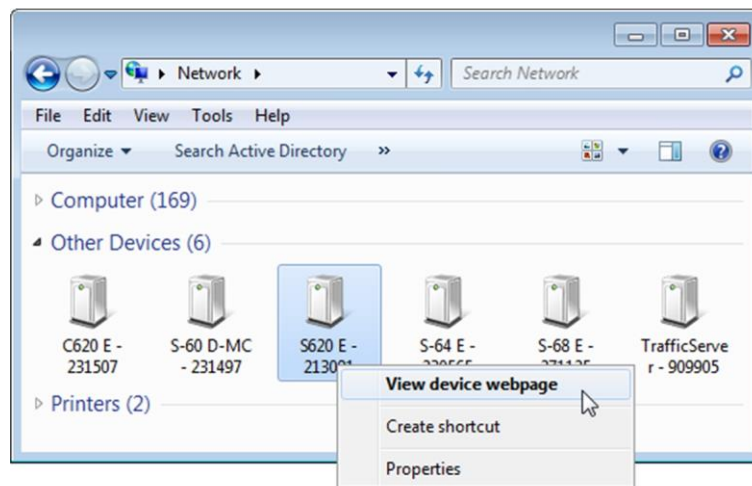 Network
Search Network
File Edit View Tools Help
Organize Search Active Directory »
Computer (169)
Other Devices (6)
C620 E - S-60 D-MC S620 E - S-64 E - S-68 E - TrafficServe
231507 - 231497 r - 909905
View device webpage
Printers (2)
Create shortcut
Properties